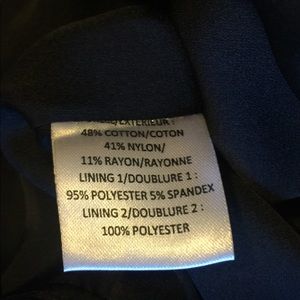 /EXTERIEUR :
48% COTTON/COTON
41% NYLON/
11% RAYON/RAYONNE
LINING 1/DOUBLURE 1 :
95% POLYESTER 5% SPANDEX
LINING 2/DOUBLURE 2 :
100% POLYESTER